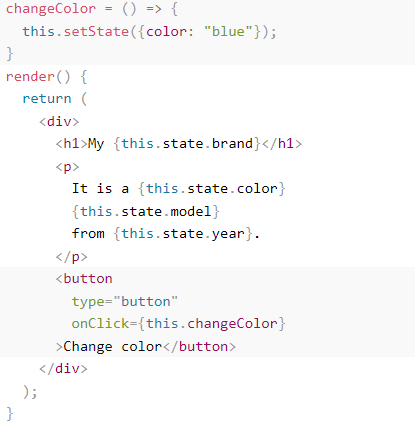 changeColor = () => {
  this.setState({color: "blue"});
}
render() {
  return (
    <div>
      <h1>My {this.state.brand}</h1>
      <p>
        It is a {this.state.color}
        {this.state.model}
        from {this.state.year}.
      </p>
      <button
        type="button"
        onClick={this.changeColor}
      >Change color</button>
    </div>
  );
}